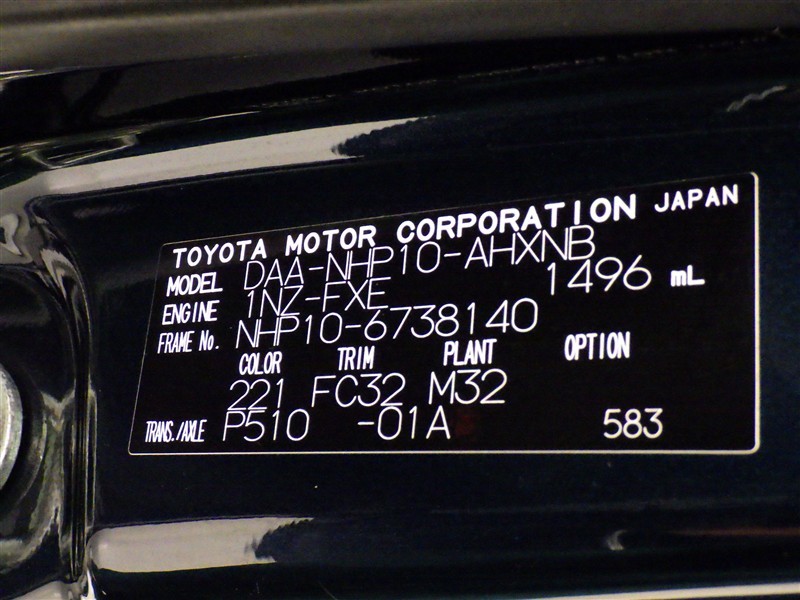 TOYOTA MOTOR CORPORATION JAPAN
MODEL DAA-NHP10-AHXNB
ENGINE 1NZ-FXE 1496 mL
FRAME No. NHP10-6738140
COLOR TRIM PLANT OPTION
221 FC32 M32
TRANS./AXLE P510 -01A 583